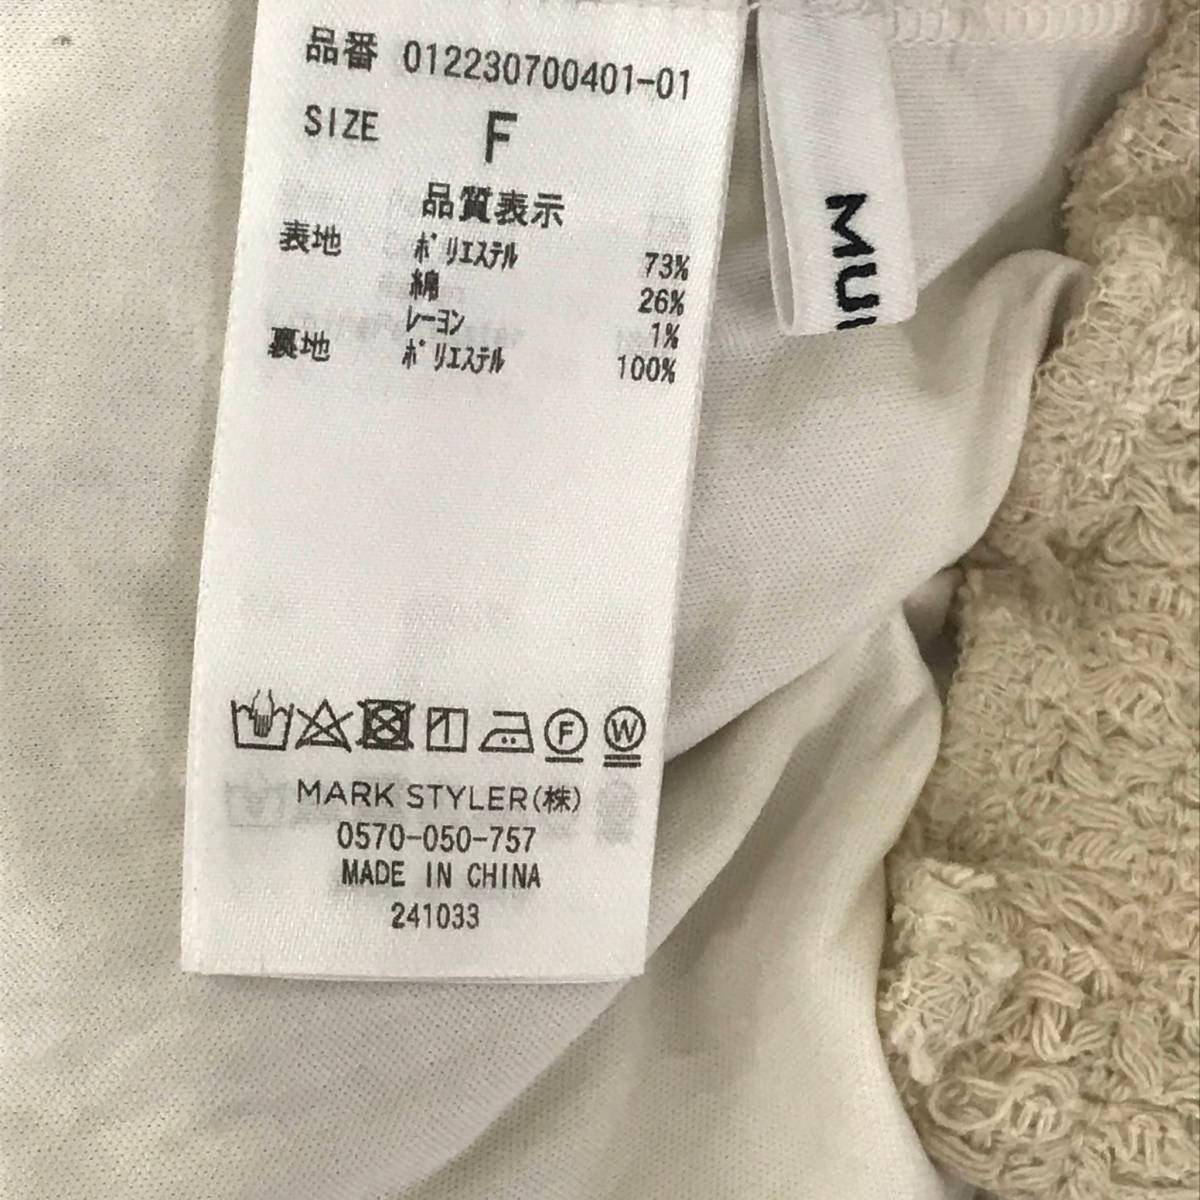 品番 012230700401-01
SIZE F
品質表示
表地 ポリエステル 73%
綿 26%
レーヨン 1%
裏地 ポリエステル 100%
F W
MARK STYLER(株)
0570-050-757
MADE IN CHINA
241033